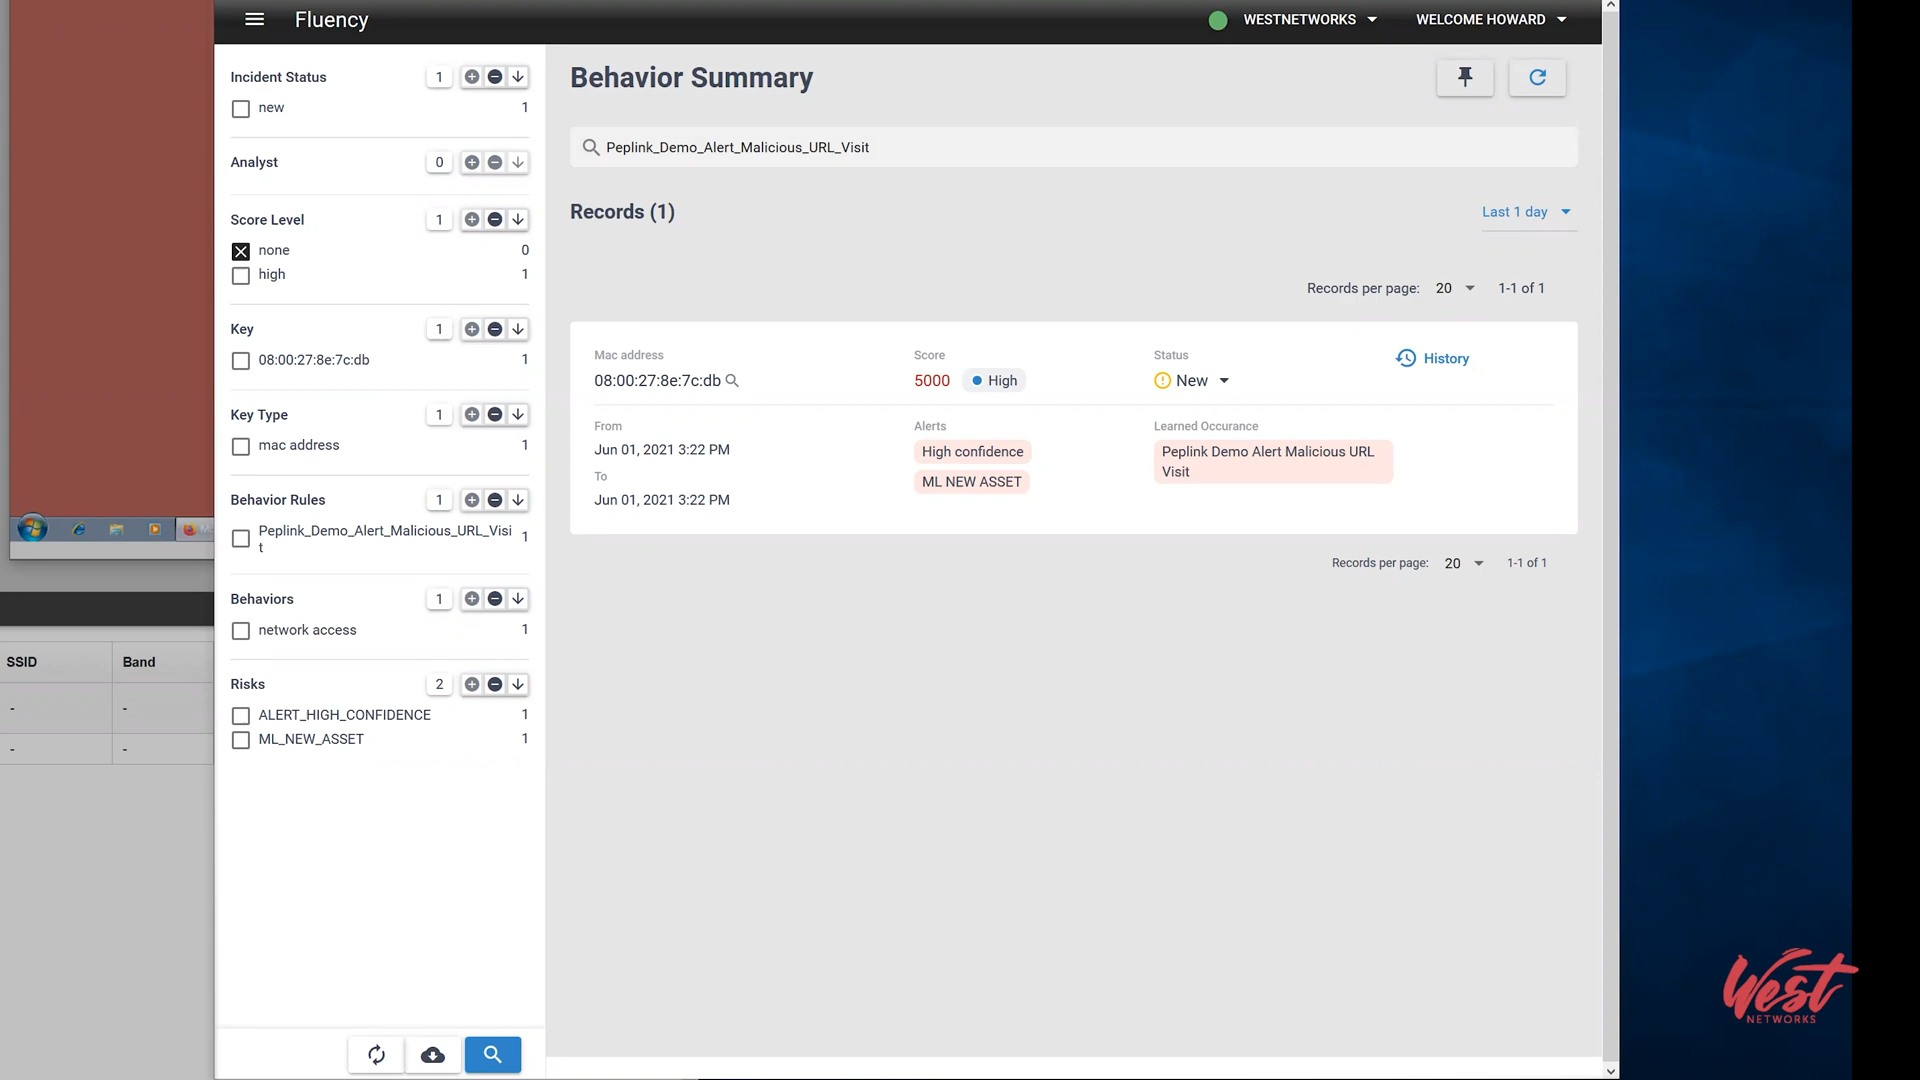 Fluency
WESTNETWORKS
WELCOME HOWARD
Incident Status 1
new 1
Analyst 0
Score Level 1
none 0
high 1
Key 1
08:00:27:8e:7c:db 1
Key Type 1
mac address 1
Behavior Rules 1
Peplink_Demo_Alert_Malicious_URL_Visi 1
t
Behaviors 1
network access 1
Risks 2
ALERT_HIGH_CONFIDENCE 1
ML_NEW_ASSET 1
Behavior Summary
Peplink_Demo_Alert_Malicious_URL_Visit
Records (1)
Last 1 day
Records per page: 20 1-1 of 1
Mac address
08:00:27:8e:7c:db
Score
5000 High
Status
New
History
From
Jun 01, 2021 3:22 PM
To
Jun 01, 2021 3:22 PM
Alerts
High confidence
ML NEW ASSET
Learned Occurance
Peplink Demo Alert Malicious URL
Visit
Records per page: 20 1-1 of 1
SSID Band
- -
- -
West
NETWORKS